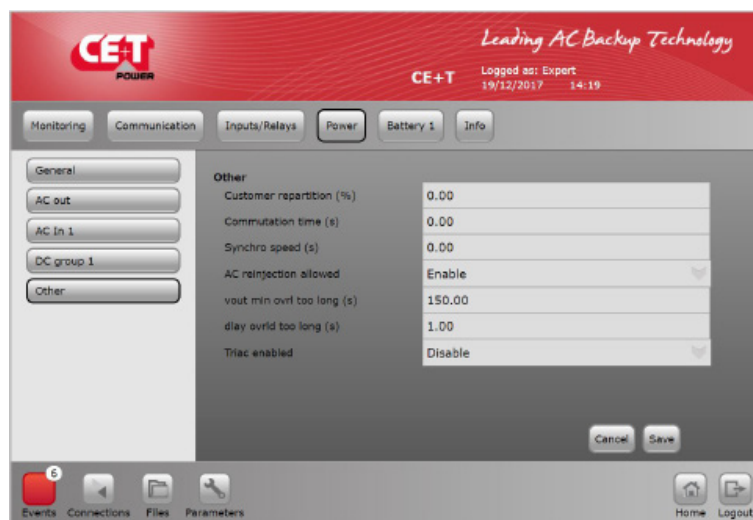 CE+T
POWER
Leading AC Backup Technology
CE+T
Logged as: Expert
19/12/2017 14:19
Monitoring Communication Inputs/Relays Power Battery 1 Info
General
AC out
AC In 1
DC group 1
Other
Other
Customer repartition (%) 0.00
Commutation time (s) 0.00
Synchro speed (s) 0.00
AC reinjection allowed Enable
vout min ovrl too long (s) 150.00
dlay ovrld too long (s) 1.00
Triac enabled Disable
Cancel Save
6
Events Connections Files Parameters Home Logout